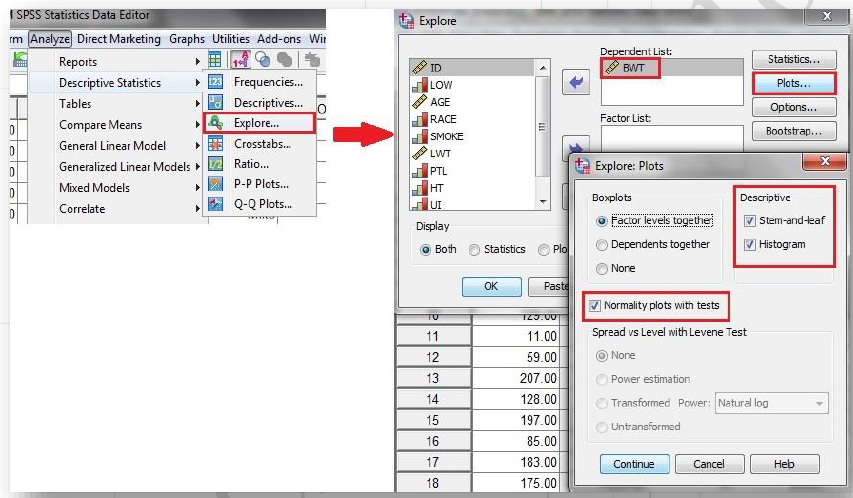 SPSS Statistics Data Editor
Analyze Direct Marketing Graphs Utilities Add-ons
Reports
Descriptive Statistics
Tables
Compare Means
General Linear Model
Generalized Linear Models
Mixed Models
Correlate
Frequencies...
Descriptives...
Explore...
Crosstabs...
Ratio...
P-P Plots...
Q-Q Plots...
Explore
ID
LOW
AGE
RACE
SMOKE
LWT
PTL
HT
UI
Dependent List:
BWT
Factor List:
Statistics...
Plots...
Options...
Bootstrap...
Display
Both Statistics
OK Paste
10 129.00
11 11.00
12 59.00
13 207.00
14 128.00
15 197.00
16 85.00
17 183.00
18 175.00
Explore: Plots
Boxplots
Factor levels together
Dependents together
None
Descriptive
Stem-and-leaf
Histogram
Normality plots with tests
Spread vs Level with Levene Test
None
Power estimation
Transformed Power: Natural log
Untransformed
Continue Cancel Help